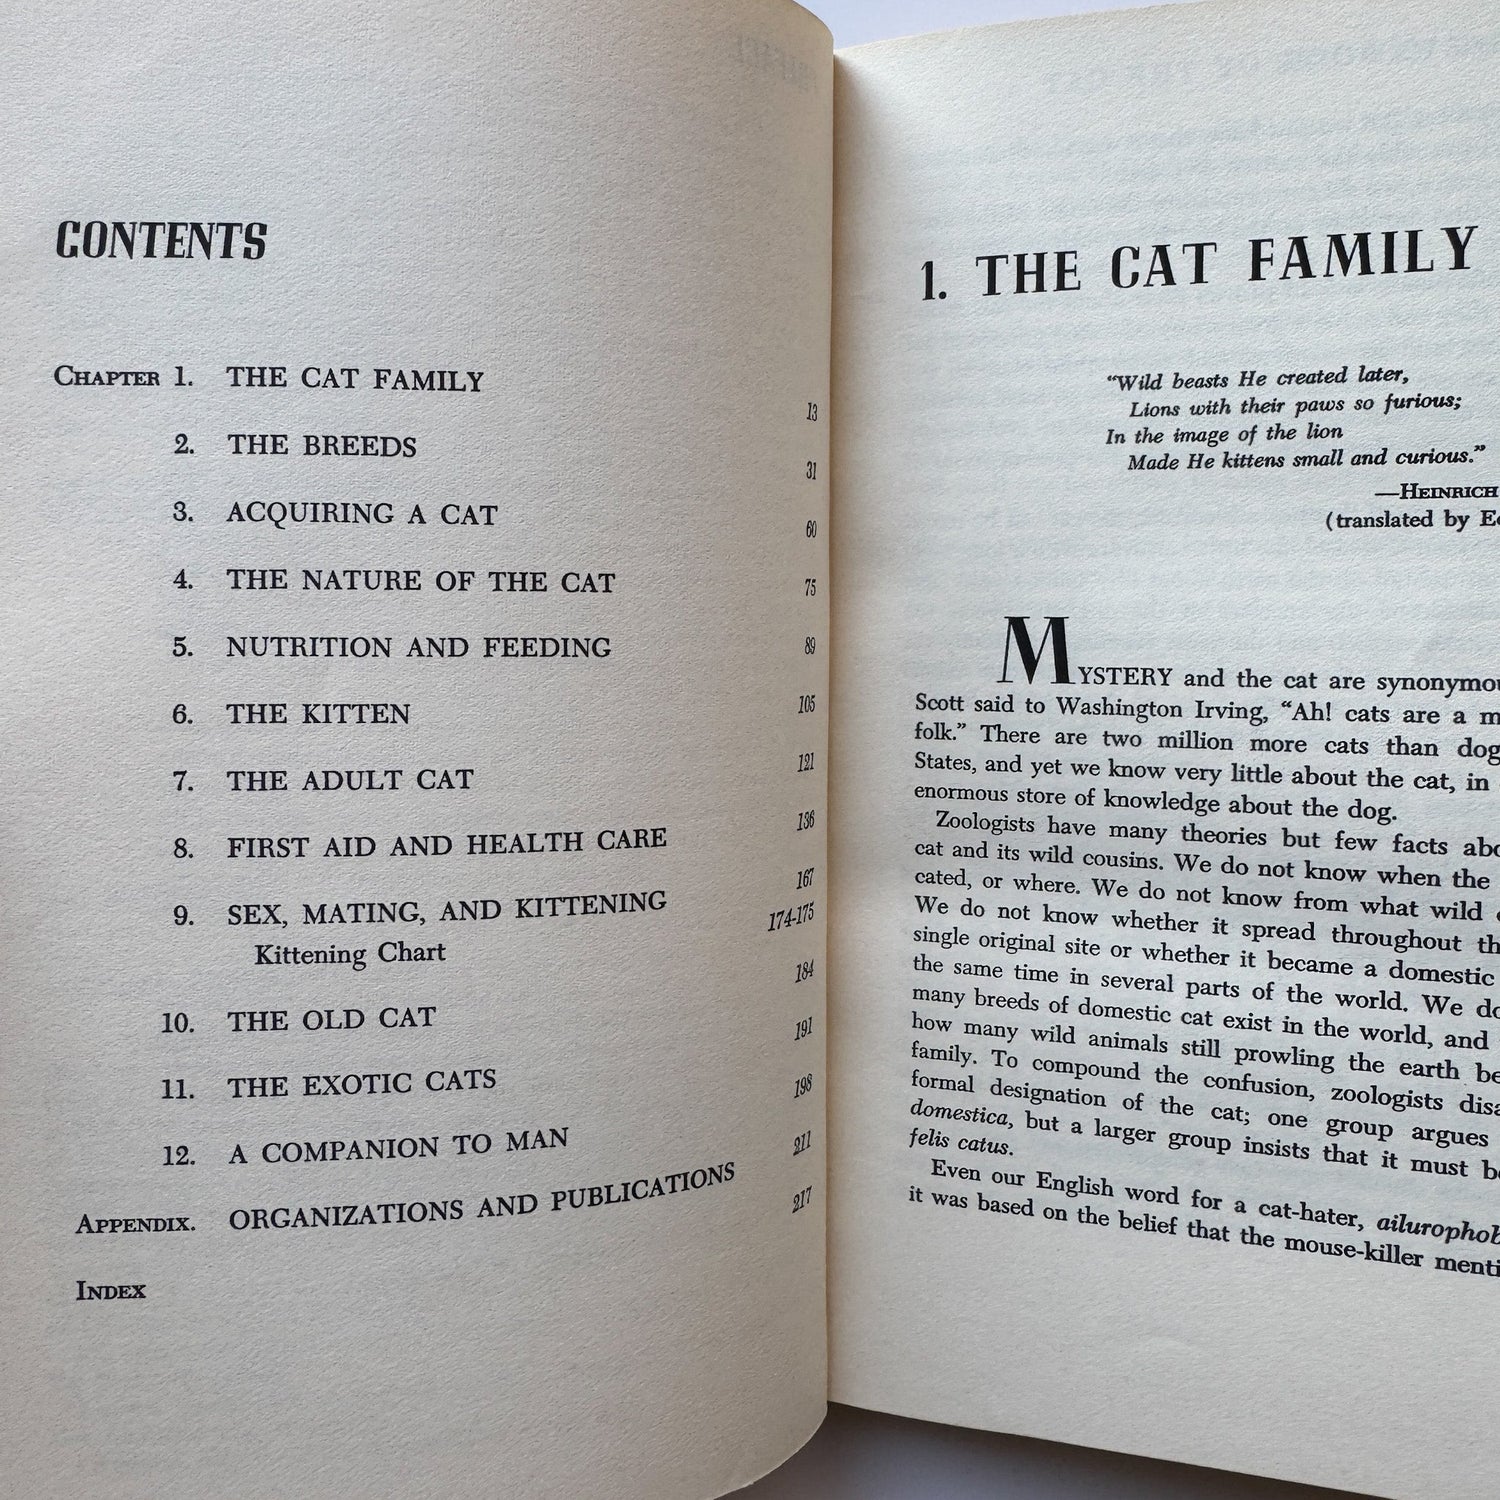 CONTENTS
CHAPTER 1. THE CAT FAMILY 13
2. THE BREEDS 31
3. ACQUIRING A CAT 60
4. THE NATURE OF THE CAT 75
5. NUTRITION AND FEEDING 89
6. THE KITTEN 105
7. THE ADULT CAT 121
8. FIRST AID AND HEALTH CARE 136
9. SEX, MATING, AND KITTENING 167
Kittening Chart 174-175
10. THE OLD CAT 184
11. THE EXOTIC CATS 191
12. A COMPANION TO MAN 198
APPENDIX. ORGANIZATIONS AND PUBLICATIONS 211
INDEX 217
1. THE CAT FAMILY
“Wild beasts He created later,
Lions with their paws so furious;
In the image of the lion
Made He kittens small and curious.”
—HEINRICH
(translated by E
MYSTERY and the cat are synonymou
Scott said to Washington Irving, “Ah! cats are a m
folk.” There are two million more cats than dog
States, and yet we know very little about the cat, in
enormous store of knowledge about the dog.
Zoologists have many theories but few facts abo
cat and its wild cousins. We do not know when the
cated, or where. We do not know from what wild
We do not know whether it spread throughout th
single original site or whether it became a domestic
the same time in several parts of the world. We do
many breeds of domestic cat exist in the world, and
how many wild animals still prowling the earth be
family. To compound the confusion, zoologists disa
formal designation of the cat; one group argues
domestica, but a larger group insists that it must b
felis catus.
Even our English word for a cat-hater, ailurophob
it was based on the belief that the mouse-killer menti